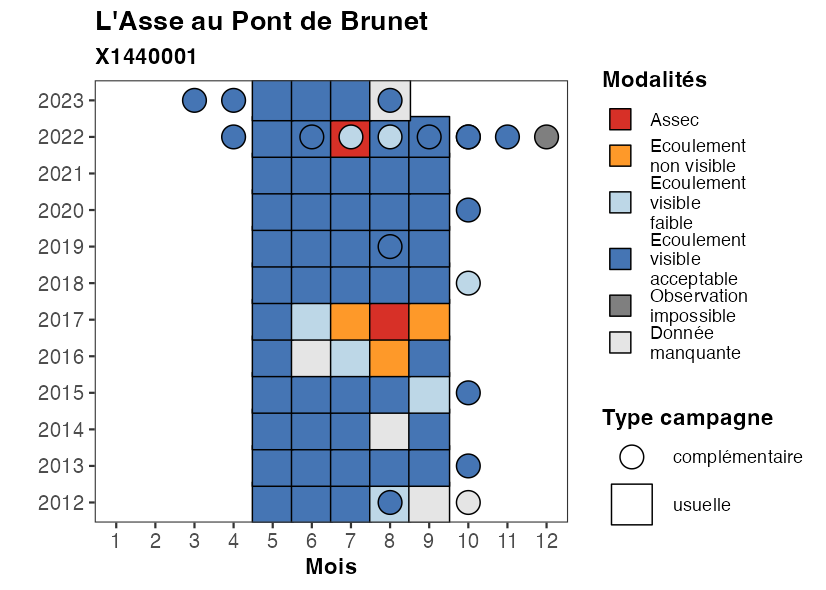 L'Asse au Pont de Brunet
X1440001
2023
2022
2021
2020
2019
2018
2017
2016
2015
2014
2013
2012
1 2 3 4 5 6 7 8 9 10 11 12
Mois
Modalités
Assec
Ecoulement
non visible
Ecoulement
visible
faible
Ecoulement
visible
acceptable
Observation
impossible
Donnée
manquante
Type campagne
complémentaire
usuelle